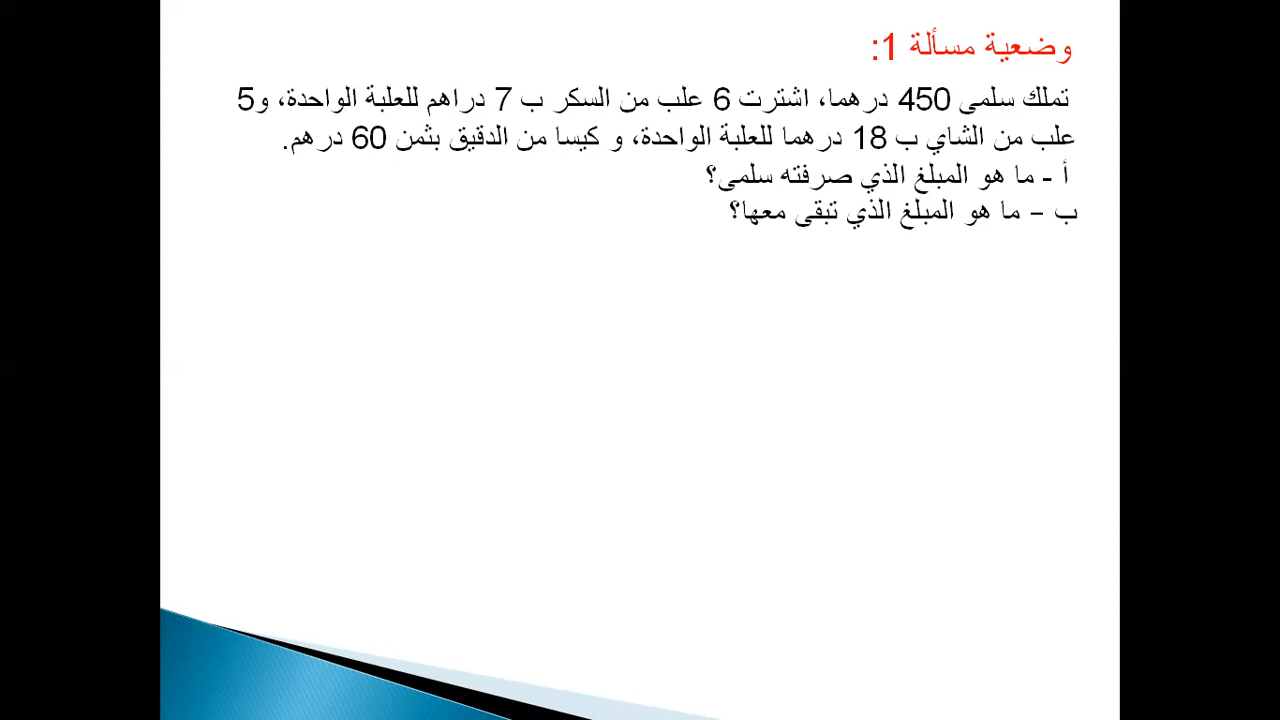 وضعية مسألة 1:
تملك سلمى 450 درهما، اشترت 6 علب من السكر ب 7 دراهم للعلبة الواحدة، و5
علب من الشاي ب 18 درهما للعلبة الواحدة، و كيسا من الدقيق بثمن 60 درهم.
أ - ما هو المبلغ الذي صرفته سلمى؟
ب – ما هو المبلغ الذي تبقى معها؟